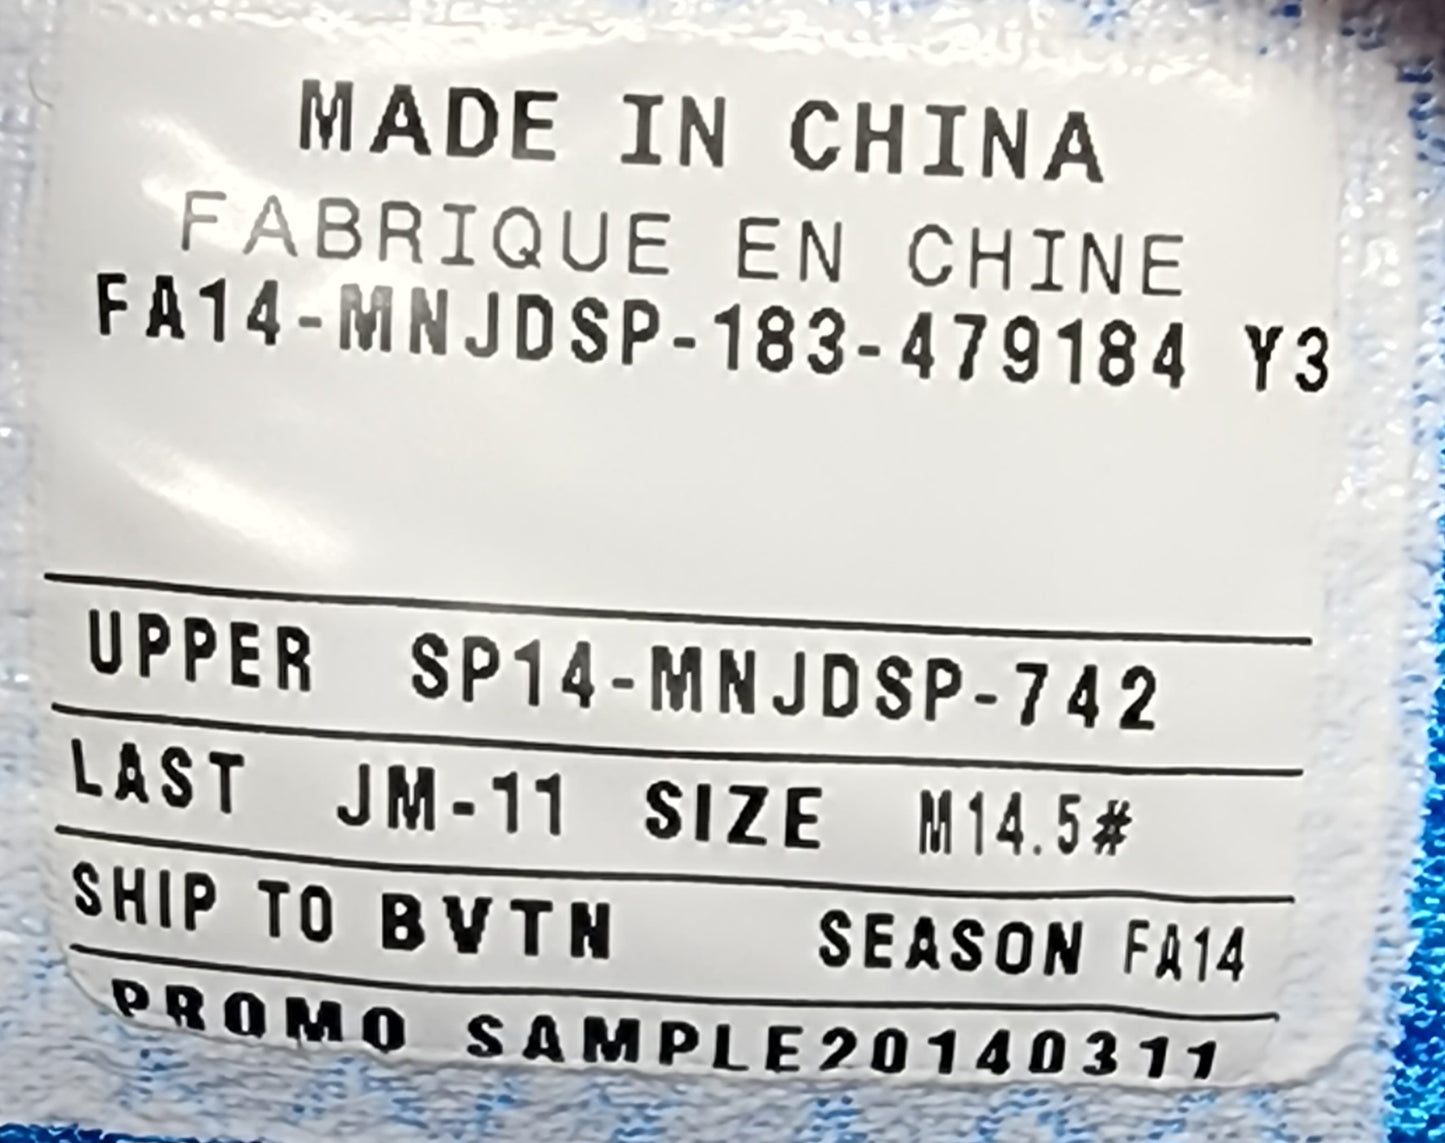 MADE IN CHINA
FABRIQUE EN CHINE
FA14-MNJDSP-183-479184 Y3
UPPER SP14-MNJDSP-742
LAST JM-11 SIZE M14.5#
SHIP TO BVTN SEASON FA14
PROMO SAMPLE20140311